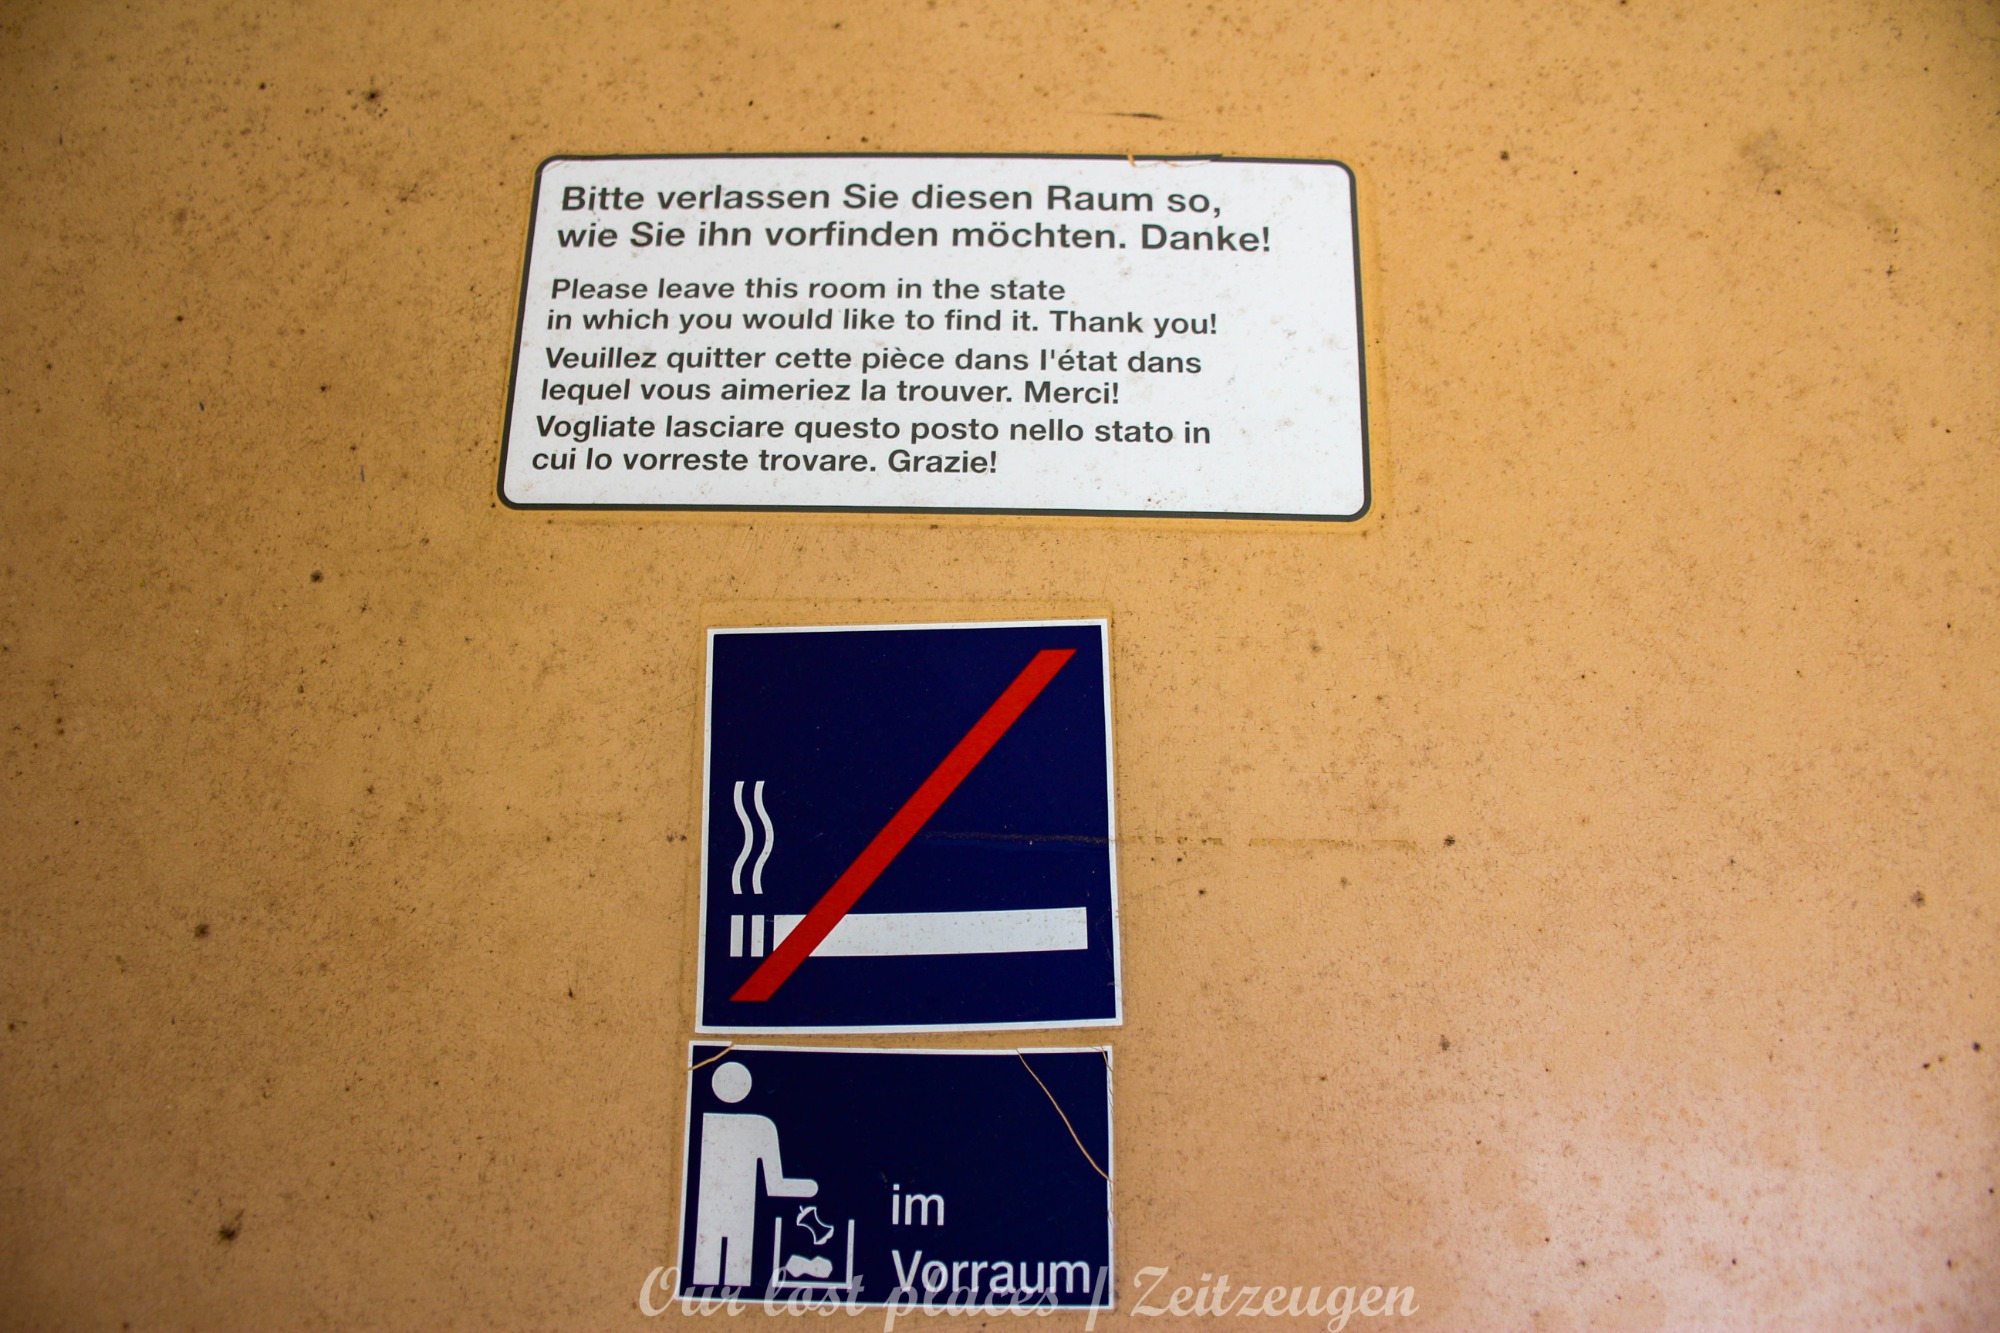 Bitte verlassen Sie diesen Raum so,
wie Sie ihn vorfinden möchten. Danke!
Please leave this room in the state
in which you would like to find it. Thank you!
Veuillez quitter cette pièce dans l'état dans
lequel vous aimeriez la trouver. Merci!
Vogliate lasciare questo posto nello stato in
cui lo vorreste trovare. Grazie!
im
Vorraum
Our lost places / Zeitzeugen